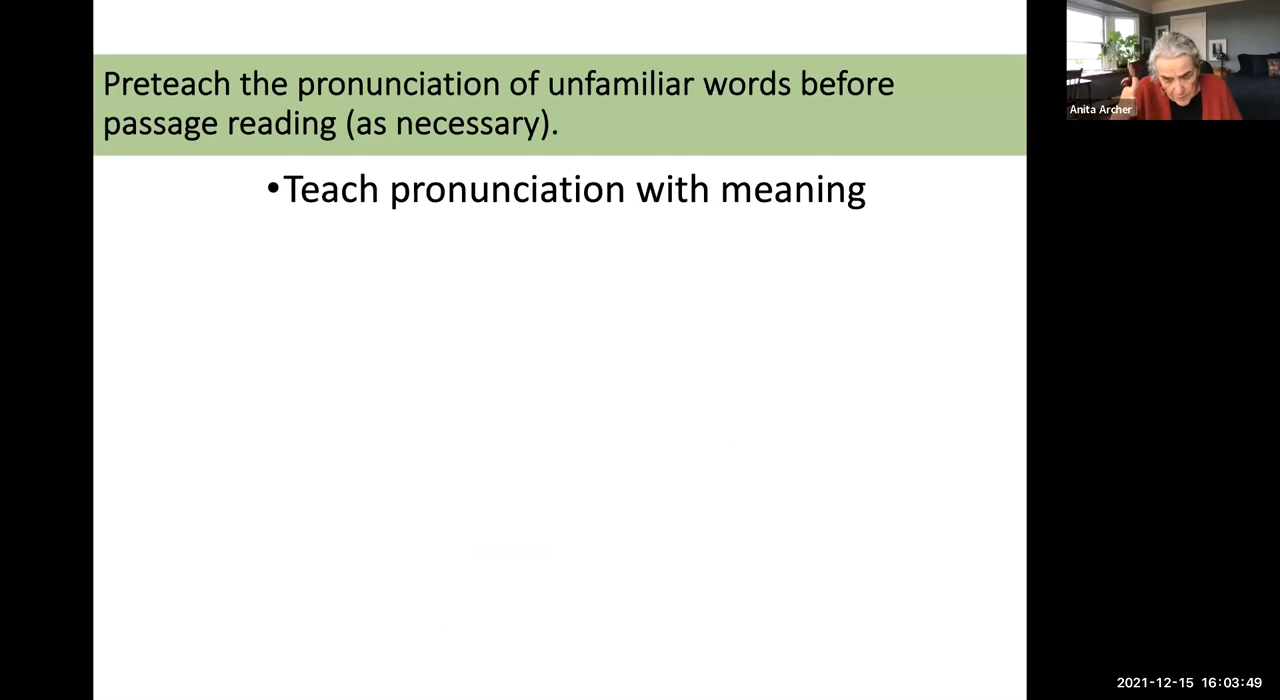 Preteach the pronunciation of unfamiliar words before
passage reading (as necessary).
•Teach pronunciation with meaning
Anita Archer
2021-12-15 16:03:49